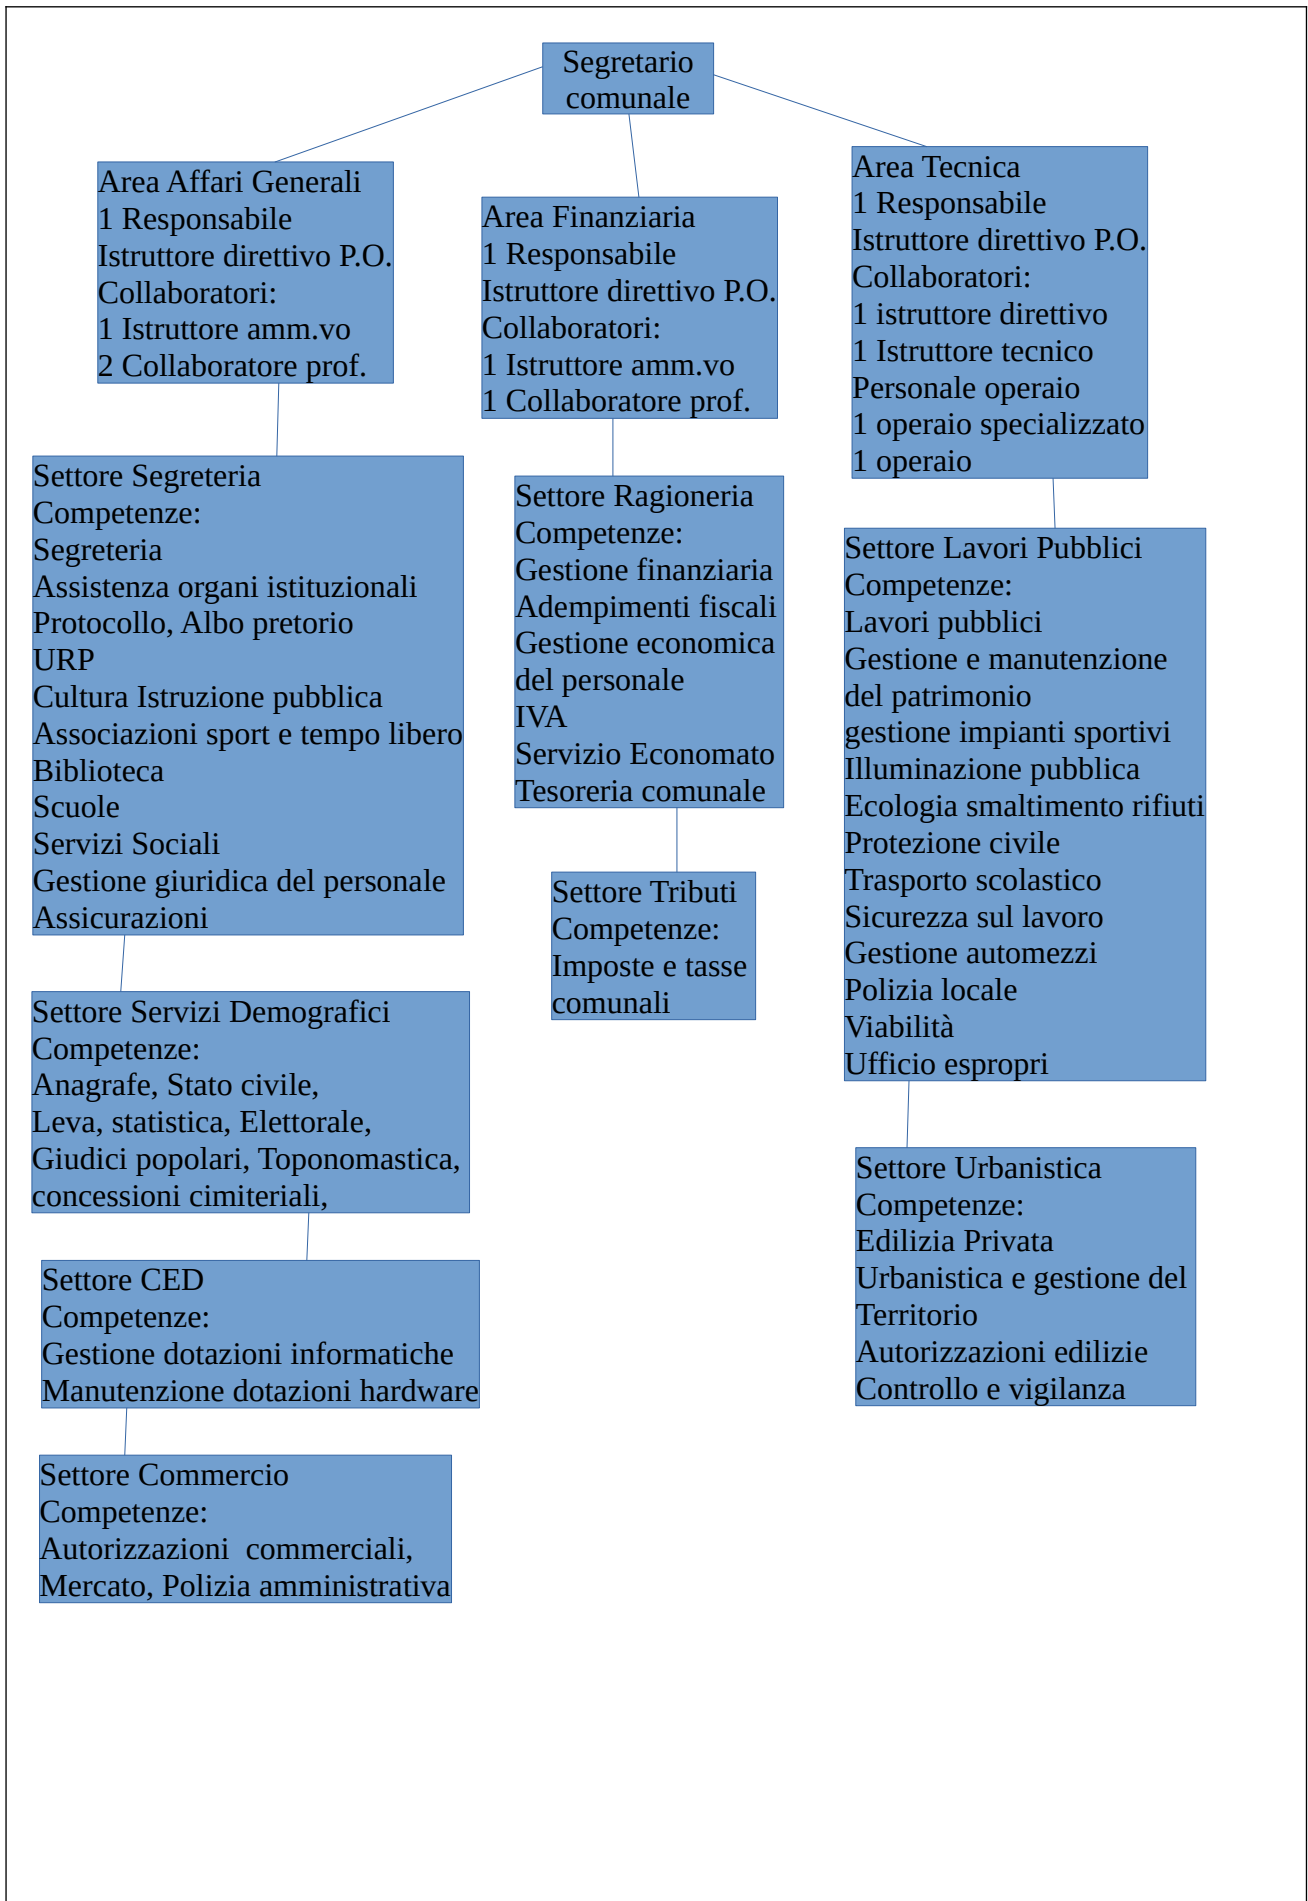 Segretario
comunale
Area Affari Generali
1 Responsabile
Istruttore direttivo P.O.
Collaboratori:
1 Istruttore amm.vo
2 Collaboratore prof.
Area Finanziaria
1 Responsabile
Istruttore direttivo P.O.
Collaboratori:
1 Istruttore amm.vo
1 Collaboratore prof.
Area Tecnica
1 Responsabile
Istruttore direttivo P.O.
Collaboratori:
1 istruttore direttivo
1 Istruttore tecnico
Personale operaio
1 operaio specializzato
1 operaio
Settore Segreteria
Competenze:
Segreteria
Assistenza organi istituzionali
Protocollo, Albo pretorio
URP
Cultura Istruzione pubblica
Associazioni sport e tempo libero
Biblioteca
Scuole
Servizi Sociali
Gestione giuridica del personale
Assicurazioni
Settore Ragioneria
Competenze:
Gestione finanziaria
Adempimenti fiscali
Gestione economica
del personale
IVA
Servizio Economato
Tesoreria comunale
Settore Lavori Pubblici
Competenze:
Lavori pubblici
Gestione e manutenzione
del patrimonio
gestione impianti sportivi
Illuminazione pubblica
Ecologia smaltimento rifiuti
Protezione civile
Trasporto scolastico
Sicurezza sul lavoro
Gestione automezzi
Polizia locale
Viabilità
Ufficio espropri
Settore Tributi
Competenze:
Imposte e tasse
comunali
Settore Servizi Demografici
Competenze:
Anagrafe, Stato civile,
Leva, statistica, Elettorale,
Giudici popolari, Toponomastica,
concessioni cimiteriali,
Settore Urbanistica
Competenze:
Edilizia Privata
Urbanistica e gestione del
Territorio
Autorizzazioni edilizie
Controllo e vigilanza
Settore CED
Competenze:
Gestione dotazioni informatiche
Manutenzione dotazioni hardware
Settore Commercio
Competenze:
Autorizzazioni  commerciali,
Mercato, Polizia amministrativa